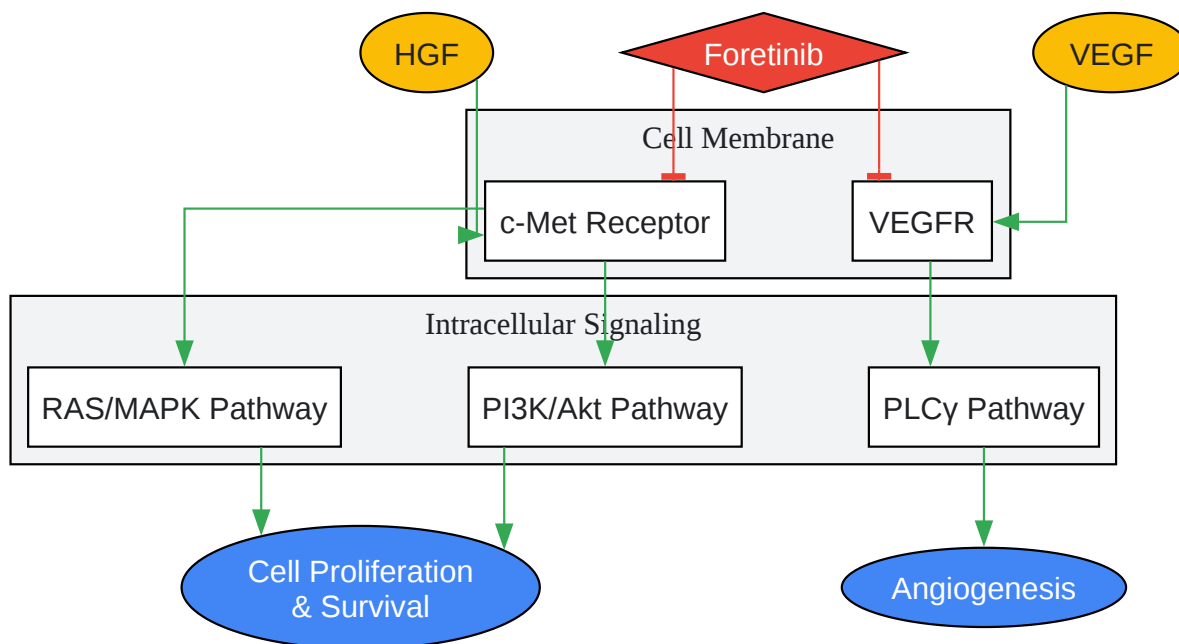 HGF
Foretinib
VEGF
Cell Membrane
c-Met Receptor
VEGFR
Intracellular Signaling
RAS/MAPK Pathway
PI3K/Akt Pathway
PLCγ Pathway
Cell Proliferation
& Survival
Angiogenesis